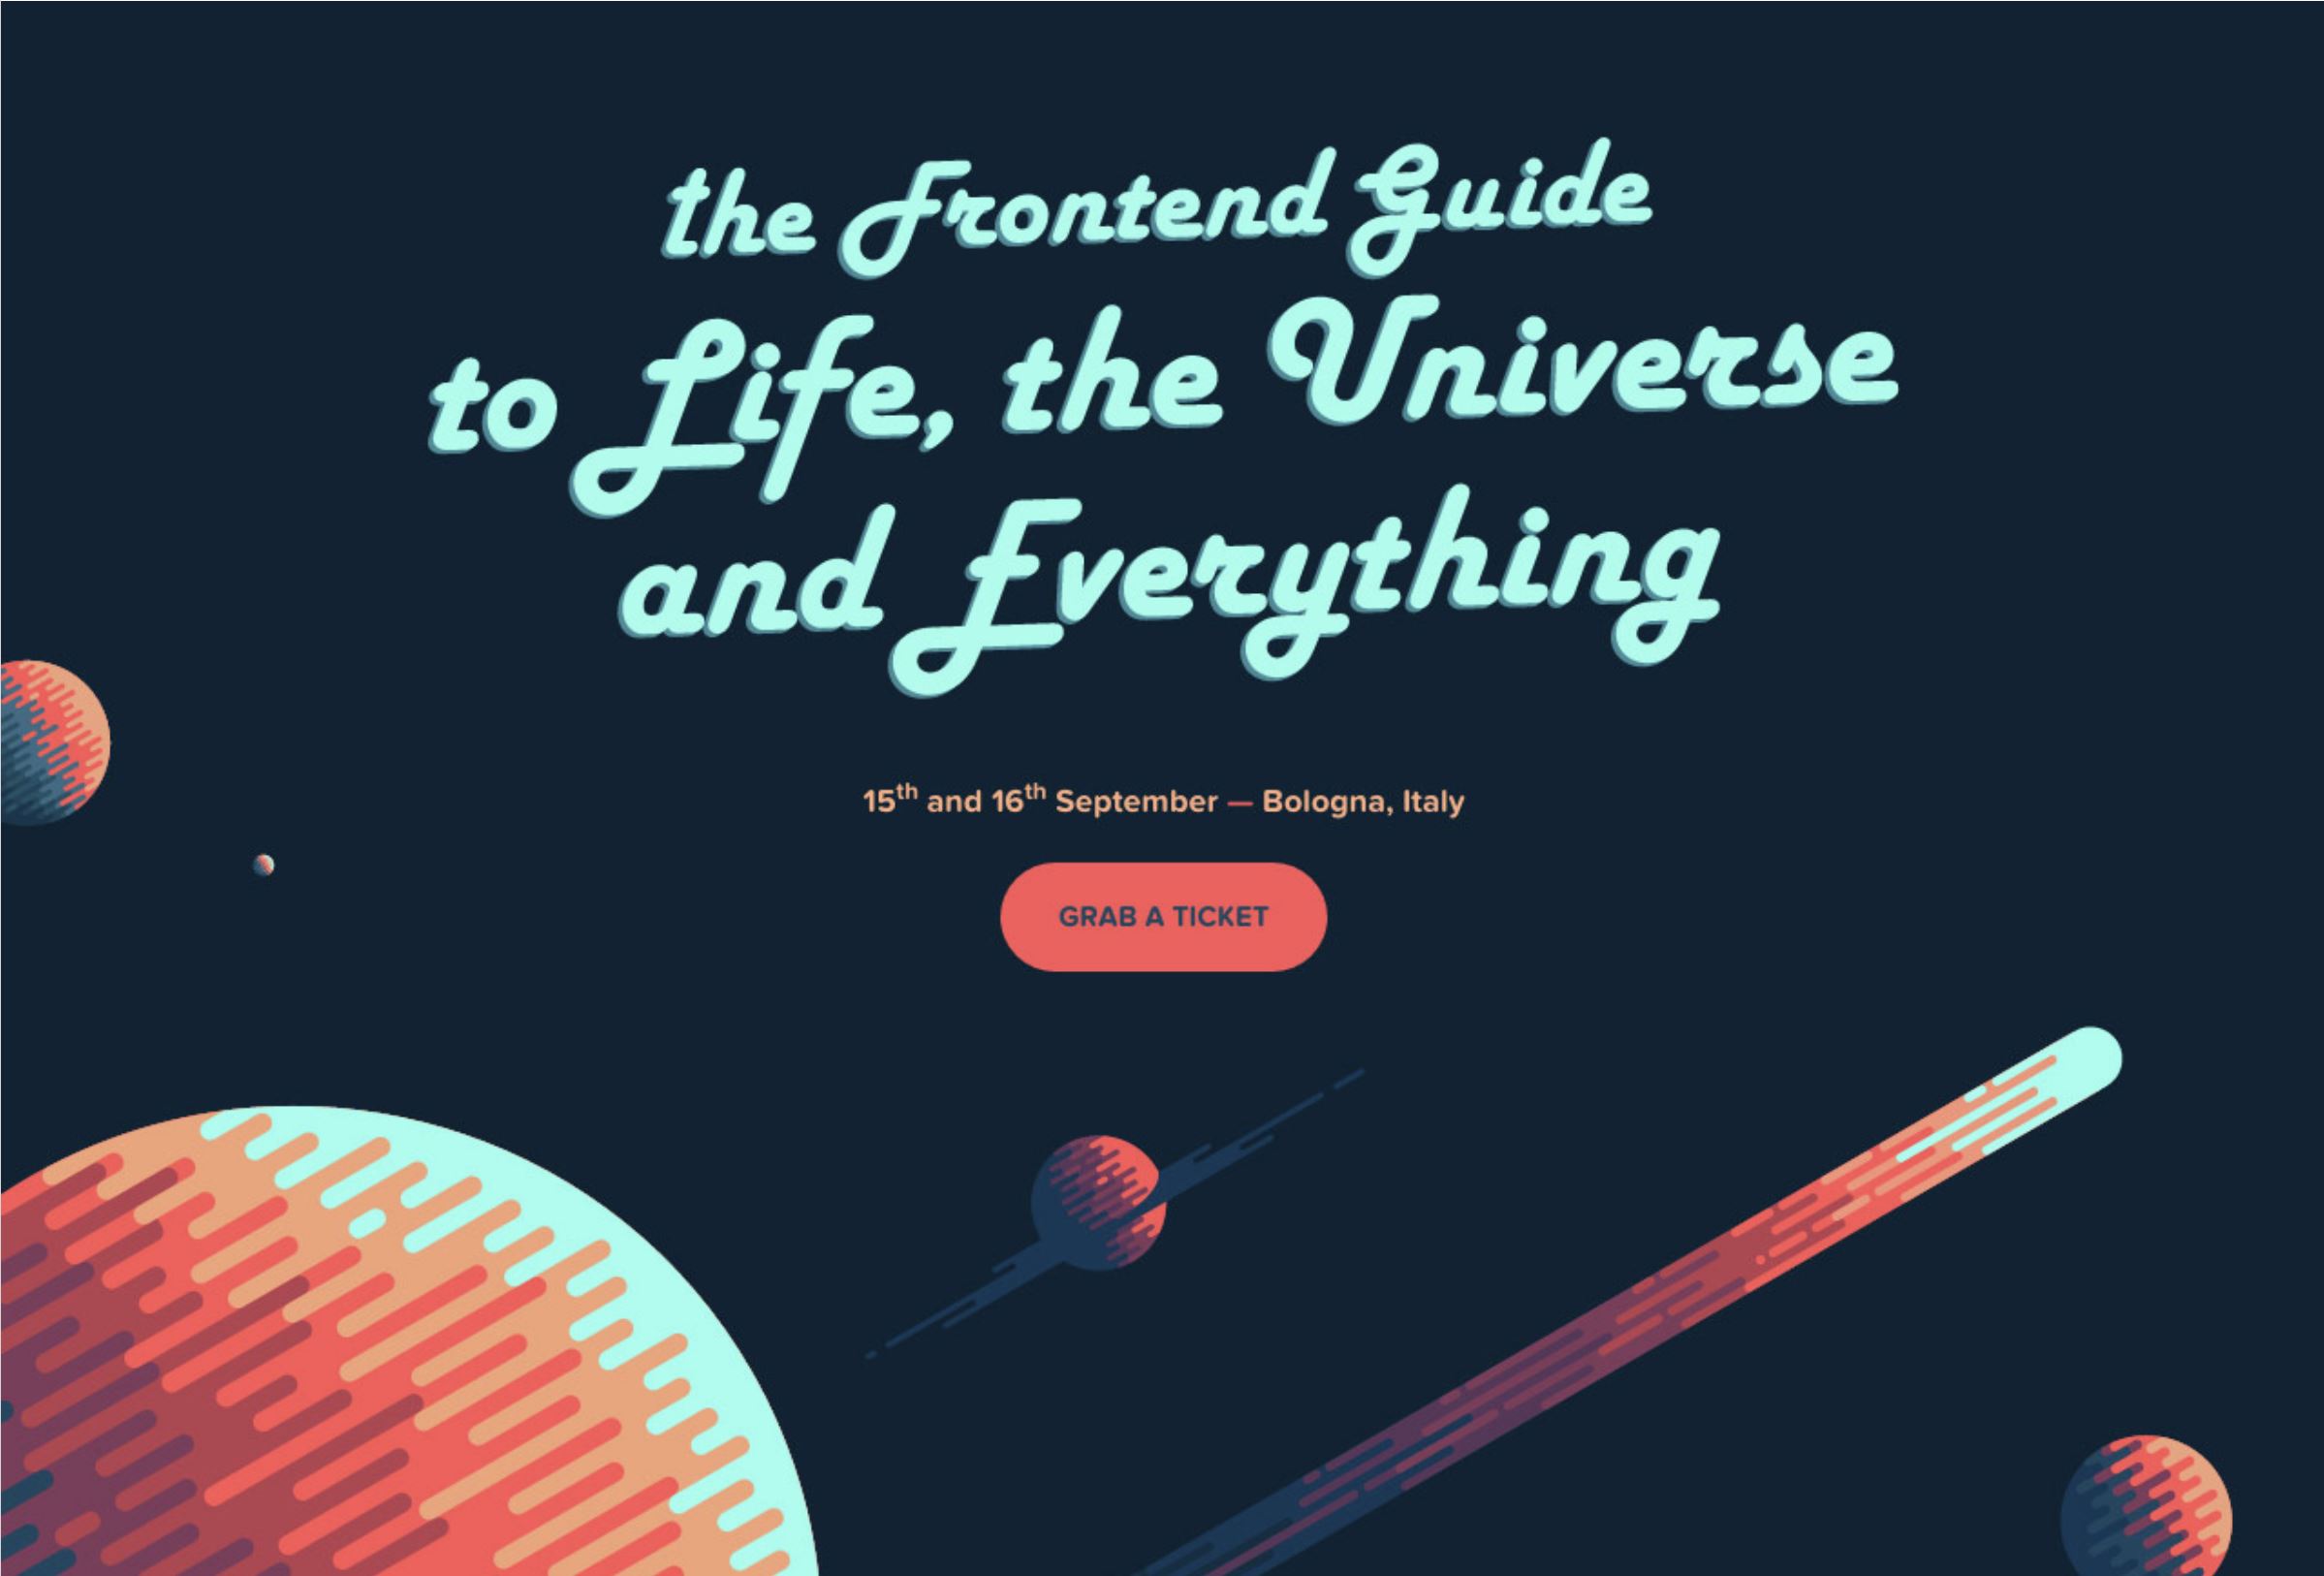 the Frontend Guide
to Life, the Universe
and Everything
15th and 16th September — Bologna, Italy
GRAB A TICKET